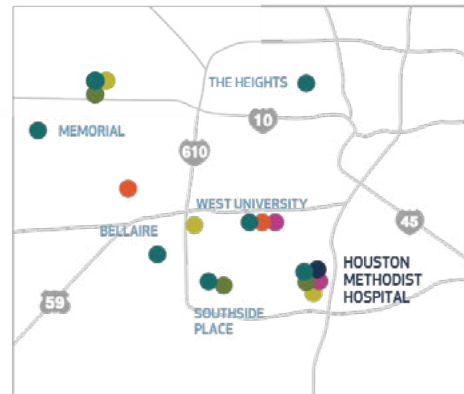 THE HEIGHTS
10
MEMORIAL
610
WEST UNIVERSITY
45
BELLAIRE
HOUSTON
METHODIST
HOSPITAL
59
SOUTHSIDE
PLACE